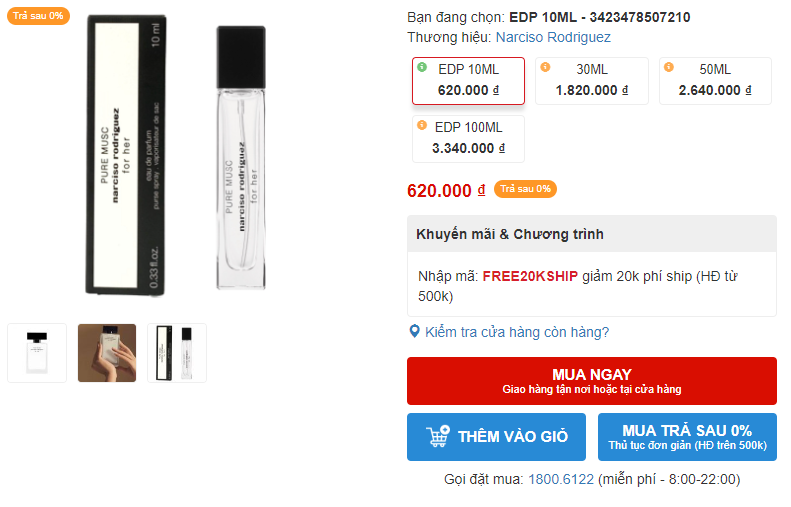 Trả sau 0%
10 ml
PURE MUSC
narciso rodriguez
for her
eau de parfum
purse spray · vaporisateur de sac
0.33 fl.oz.
PURE MUSC
narciso rodriguez
for her
Bạn đang chọn: EDP 10ML - 3423478507210
Thương hiệu: Narciso Rodriguez
EDP 10ML
620.000 ₫
30ML
1.820.000 ₫
50ML
2.640.000 ₫
EDP 100ML
3.340.000 ₫
620.000 ₫ Trả sau 0%
Khuyến mãi & Chương trình
Nhập mã: FREE20KSHIP giảm 20k phí ship (HĐ từ
500k)
Kiểm tra cửa hàng còn hàng?
MUA NGAY
Giao hàng tận nơi hoặc tại cửa hàng
THÊM VÀO GIỎ
MUA TRẢ SAU 0%
Thủ tục đơn giản (HĐ trên 500k)
Gọi đặt mua: 1800.6122 (miễn phí - 8:00-22:00)